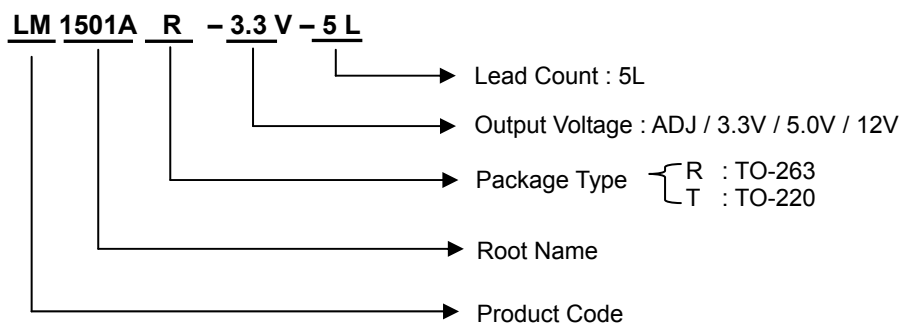 LM 1501A R – 3.3 V – 5 L
Lead Count : 5L
Output Voltage : ADJ / 3.3V / 5.0V / 12V
Package Type
R : TO-263
T : TO-220
Root Name
Product Code